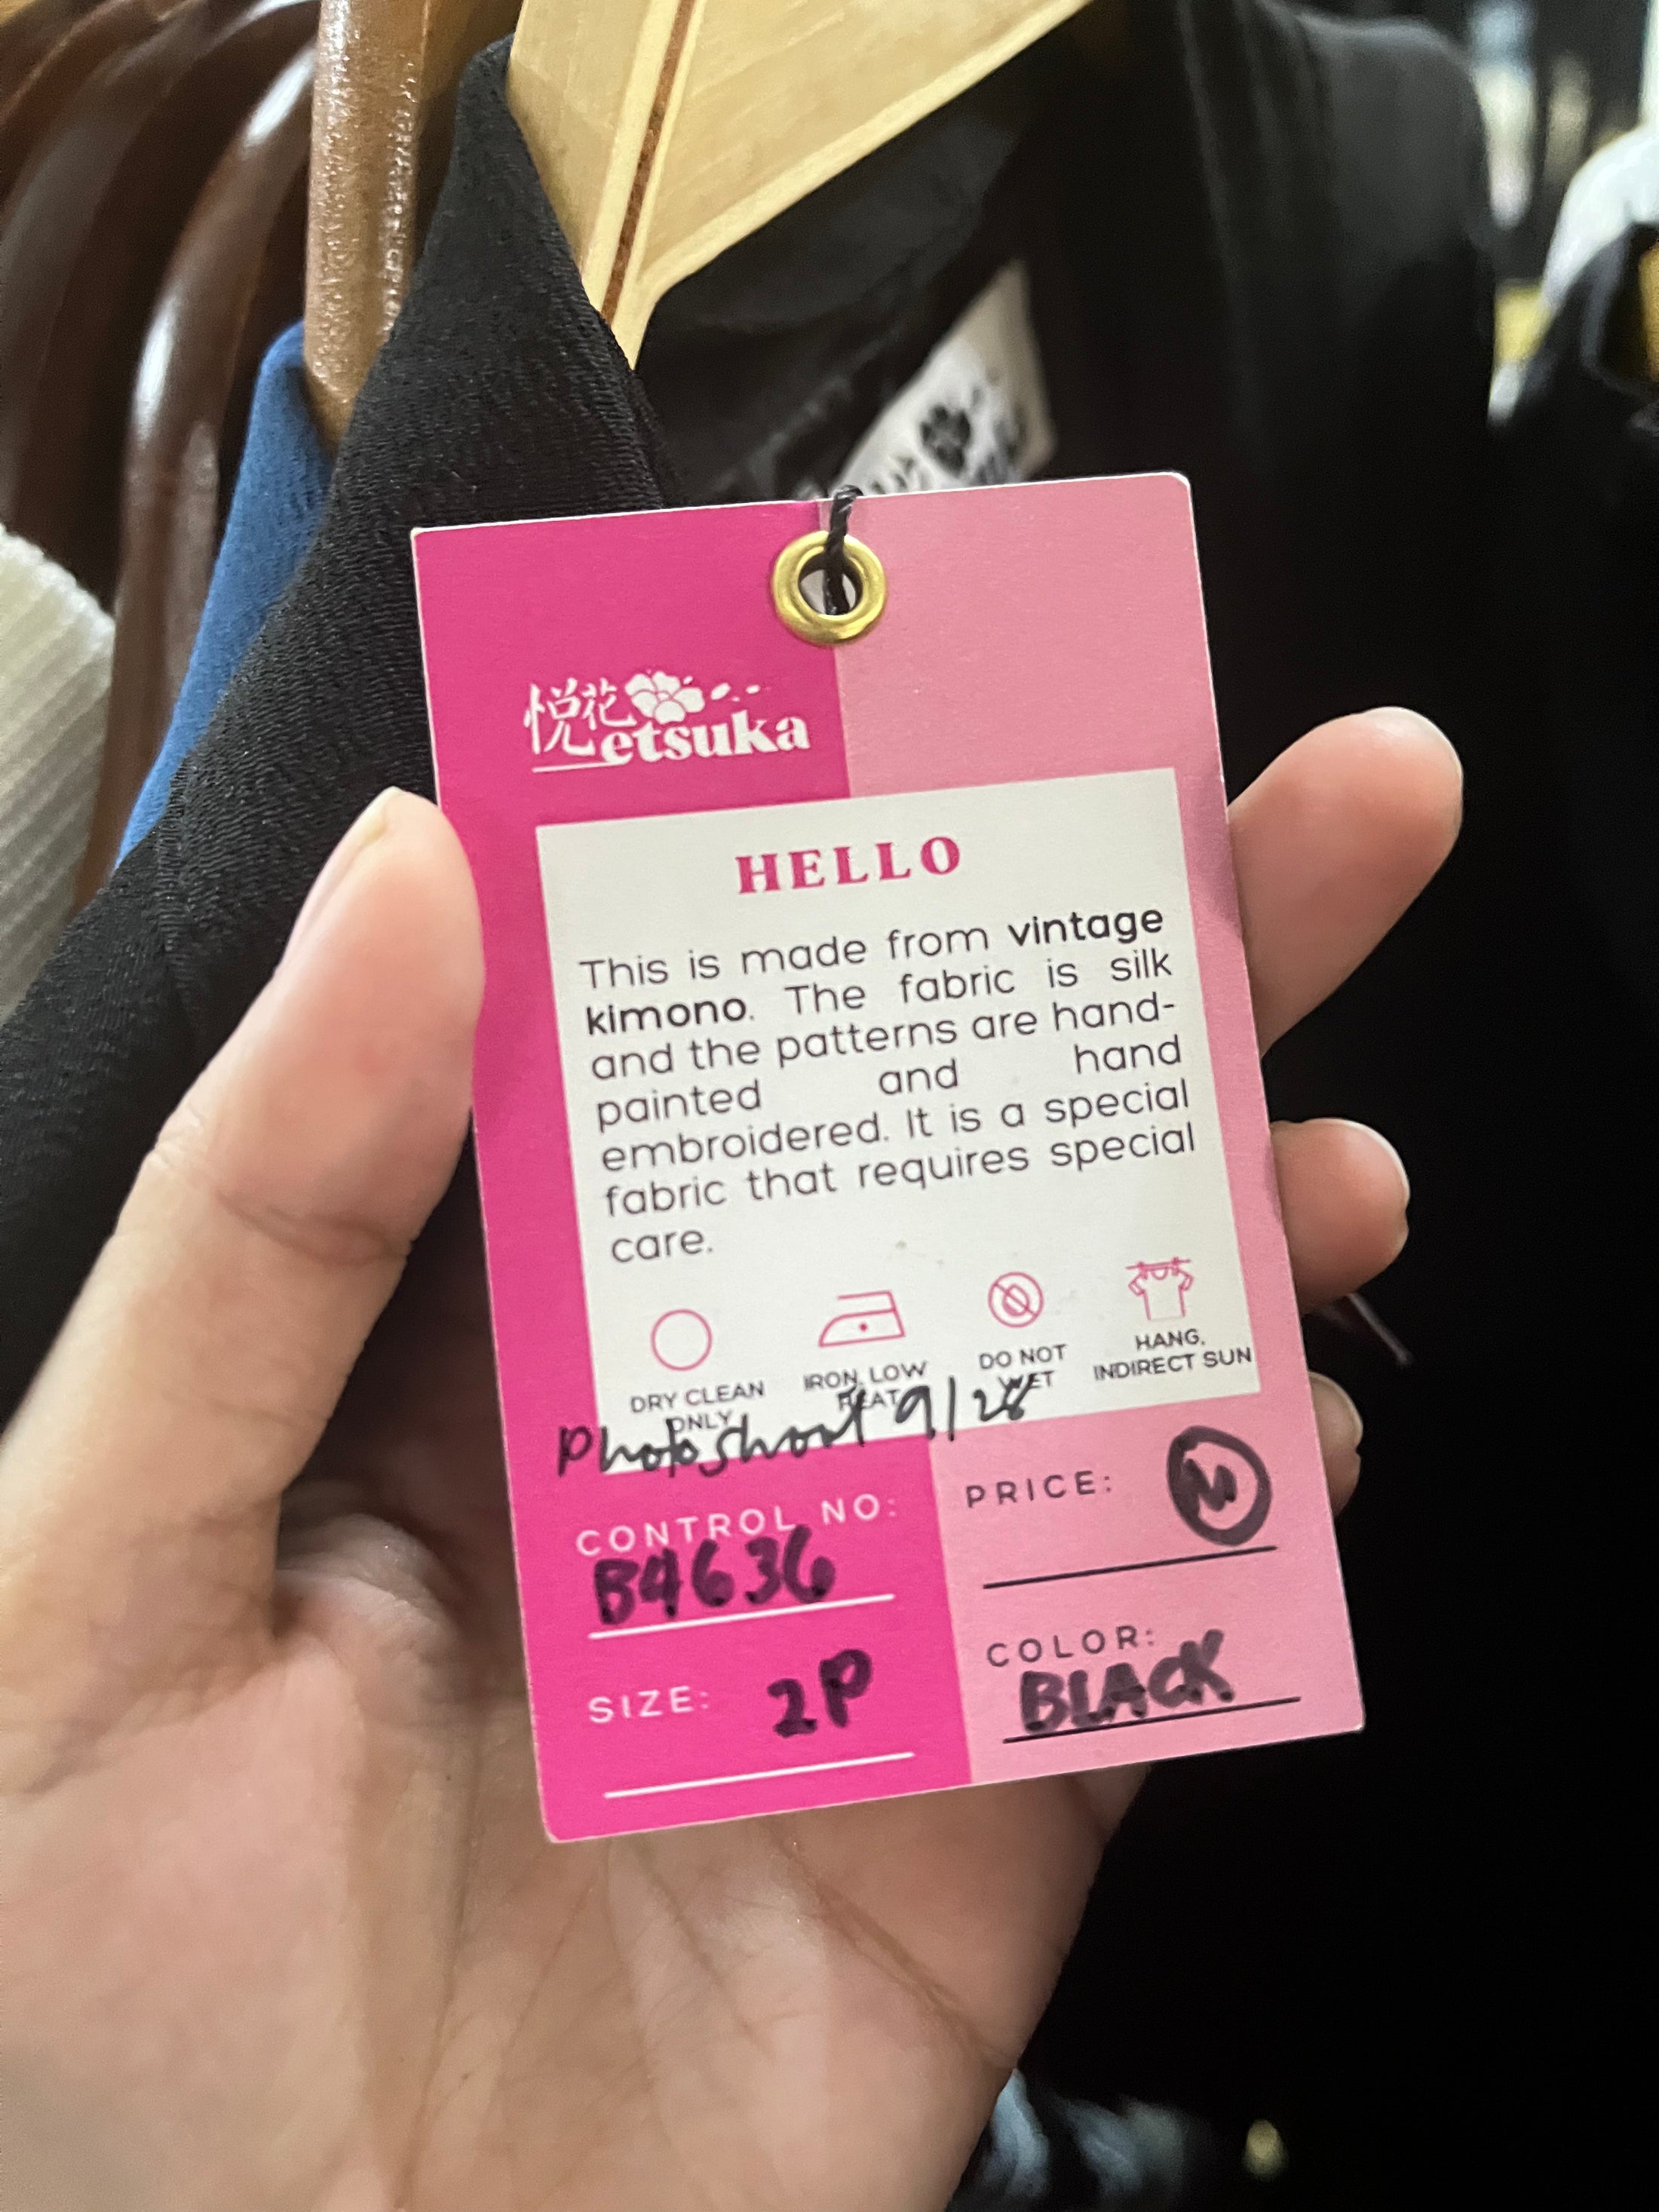 悦花
etsuka
HELLO
This is made from vintage
kimono. The fabric is silk
and the patterns are hand-
painted and hand
embroidered. It is a special
fabric that requires special
care.
DRY CLEAN
ONLY
IRON, LOW
HEAT
DO NOT
WET
HANG,
INDIRECT SUN
Photoshoot 9/28
CONTROL NO:
B4636
PRICE:
M
SIZE: 2P
COLOR:
BLACK